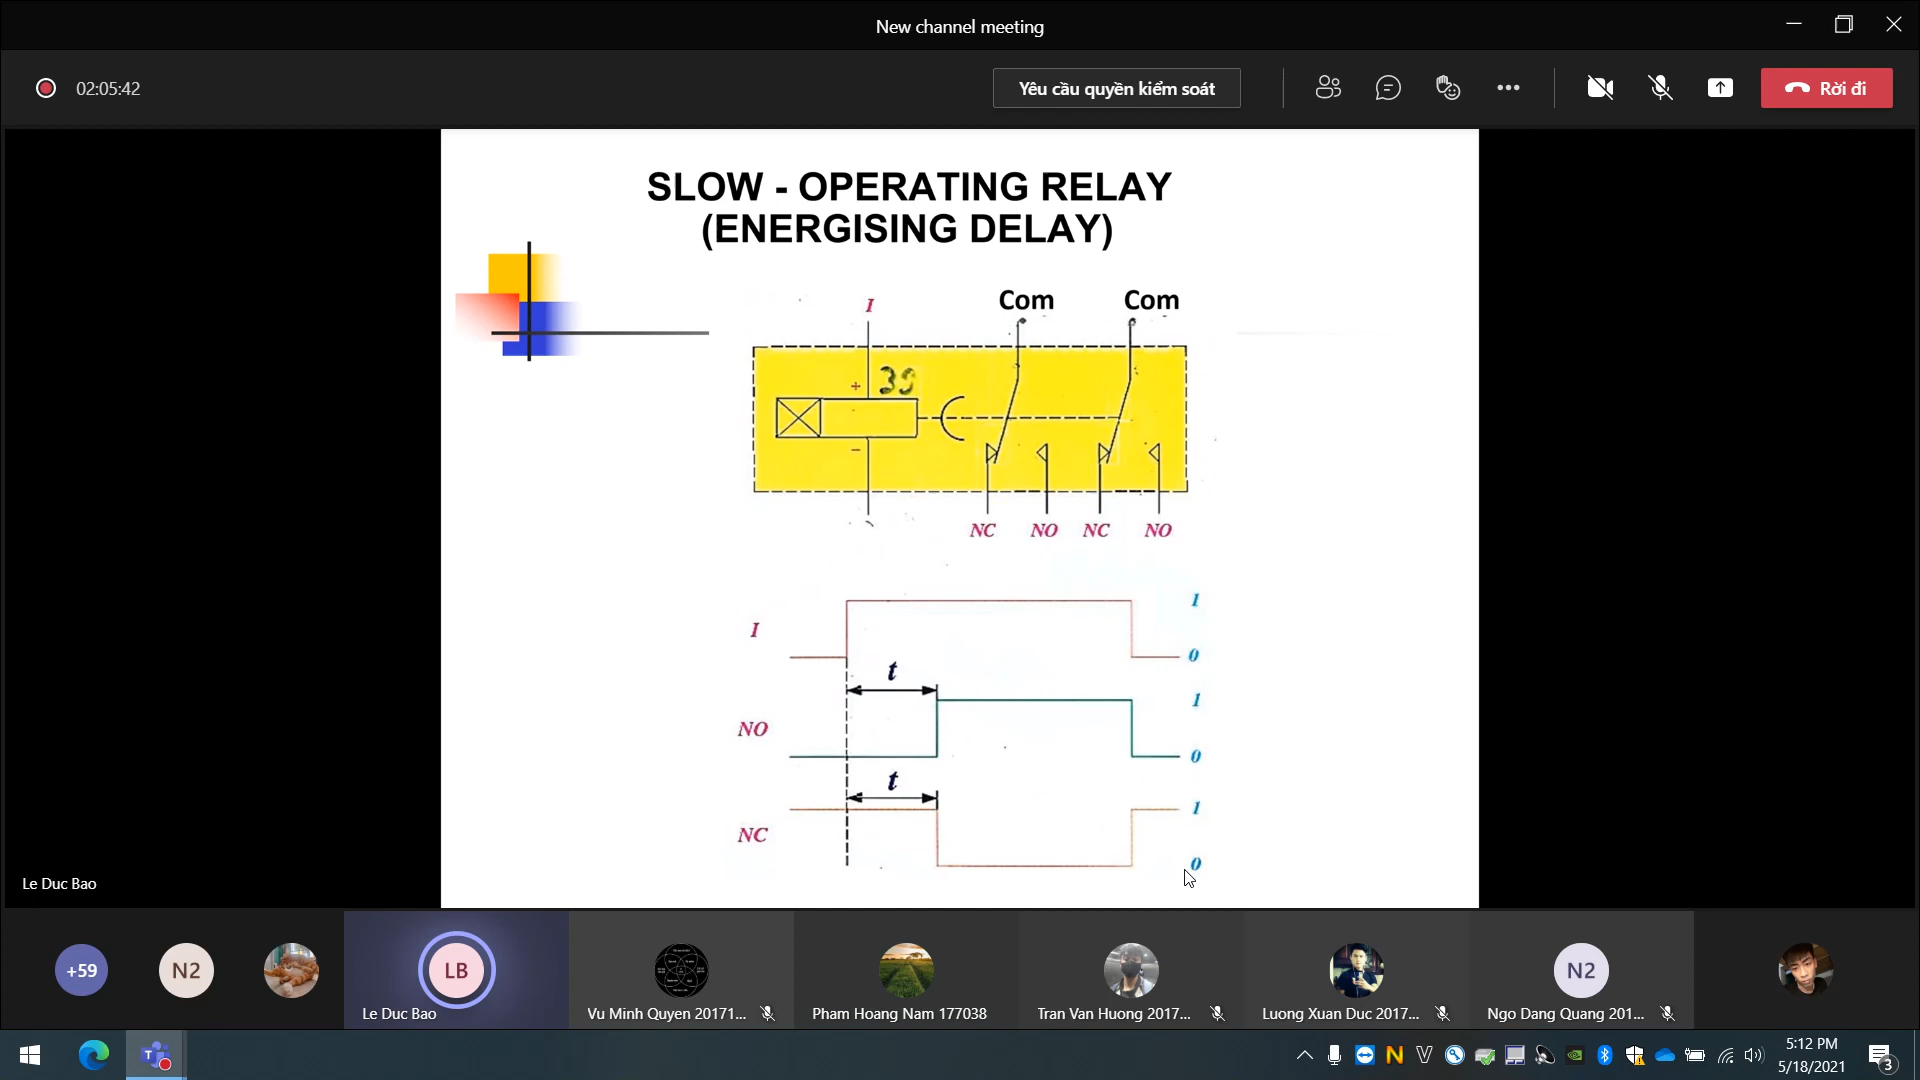 New channel meeting
02:05:42
Yêu cầu quyền kiểm soát
Rời đi
SLOW - OPERATING RELAY
(ENERGISING DELAY)
I
Com
Com
+
−
NC
NO
NC
NO
I
1
0
t
NO
1
0
t
NC
1
0
Le Duc Bao
+59
N2
LB
N2
Le Duc Bao
Vu Minh Quyen 20171...
Pham Hoang Nam 177038
Tran Van Huong 2017...
Luong Xuan Duc 2017...
Ngo Dang Quang 201...
5:12 PM
5/18/2021
3